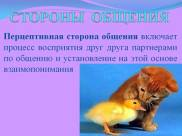 СТОРОНЫ ОБЩЕНИЯ
Перцептивная сторона общения включает
процесс восприятия друг друга партнерами
по общению и установление на этой основе
взаимопонимания